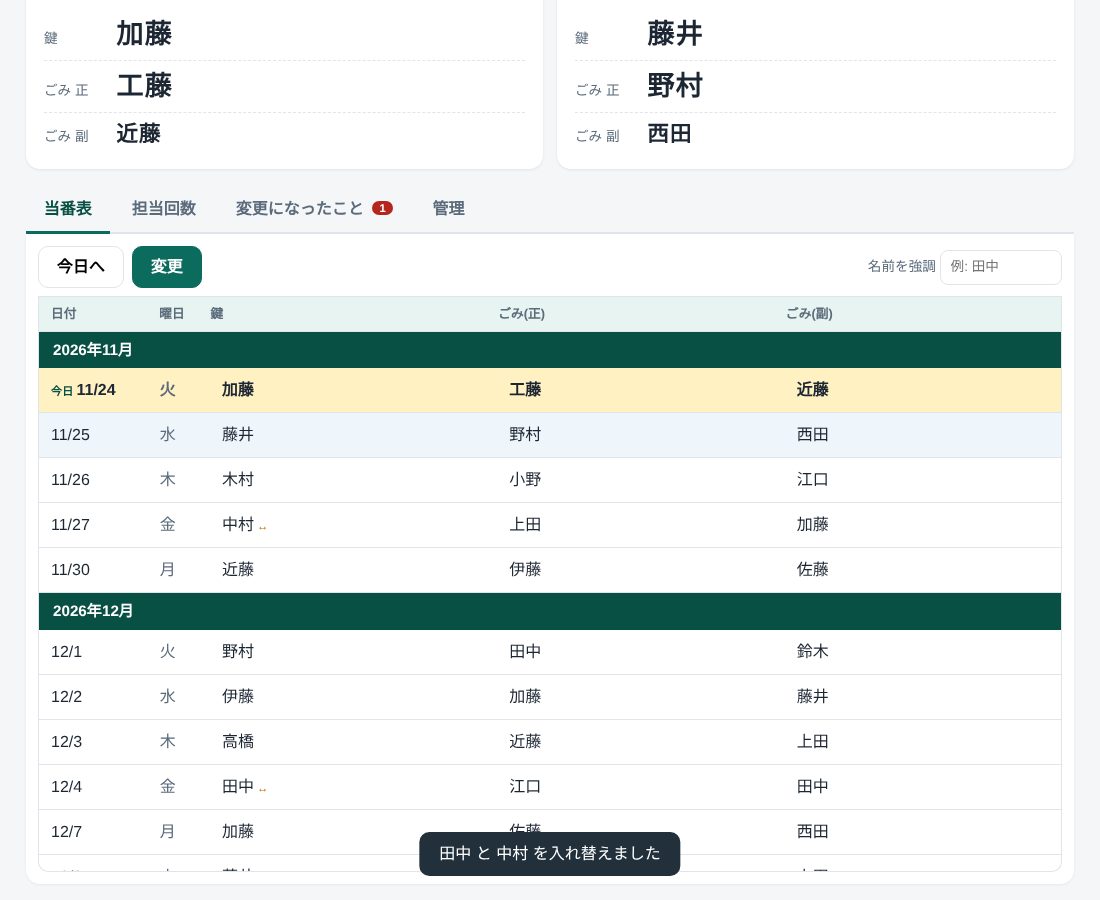 鍵 加藤
ごみ 正 工藤
ごみ 副 近藤
鍵 藤井
ごみ 正 野村
ごみ 副 西田
当番表 担当回数 変更になったこと 1 管理
今日へ 変更 名前を強調 例: 田中
日付 曜日 鍵 ごみ(正) ごみ(副)
2026年11月
今日 11/24 火 加藤 工藤 近藤
11/25 水 藤井 野村 西田
11/26 木 木村 小野 江口
11/27 金 中村 ↔ 上田 加藤
11/30 月 近藤 伊藤 佐藤
2026年12月
12/1 火 野村 田中 鈴木
12/2 水 伊藤 加藤 藤井
12/3 木 高橋 近藤 上田
12/4 金 田中 ↔ 江口 田中
12/7 月 加藤 佐藤 西田
田中 と 中村 を入れ替えました